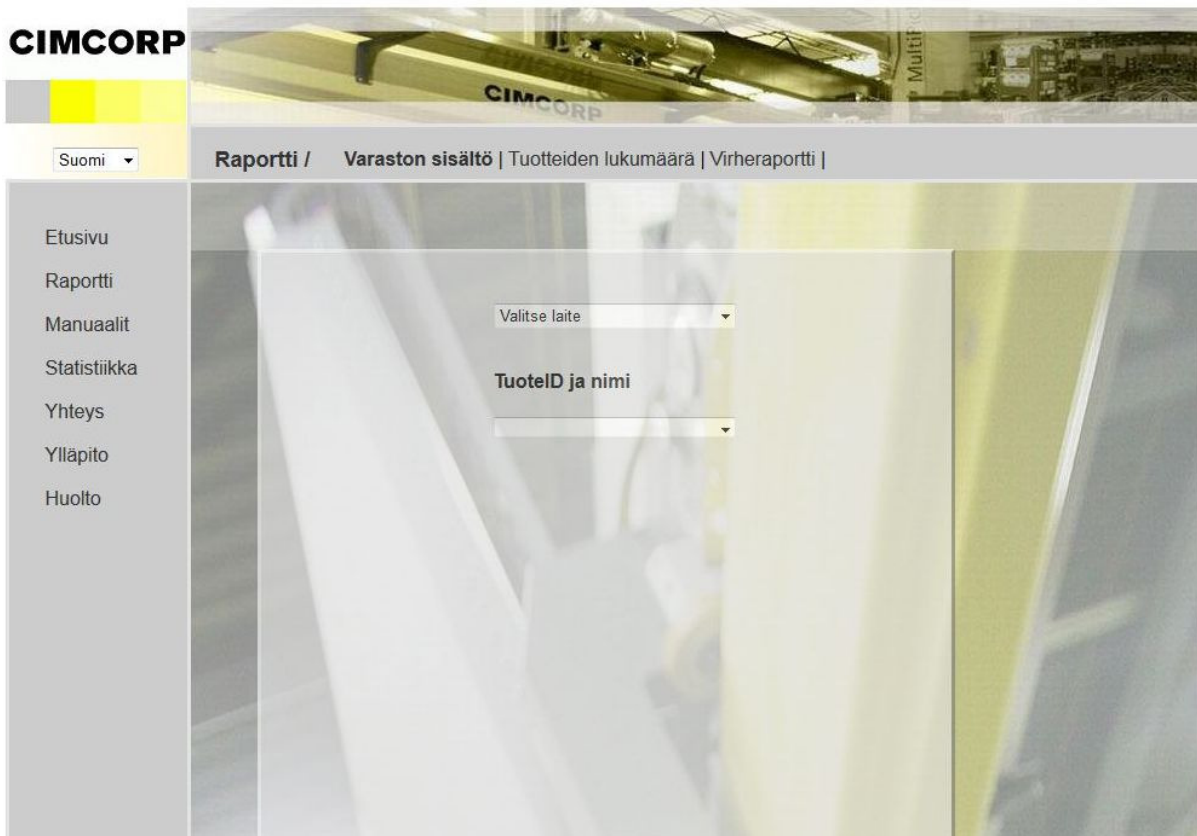 CIMCORP
CIMCORP
MultiPick
Suomi
Raportti / Varaston sisältö | Tuotteiden lukumäärä | Virheraportti |
Etusivu
Raportti
Manuaalit
Statistiikka
Yhteys
Ylläpito
Huolto
Valitse laite
TuoteID ja nimi